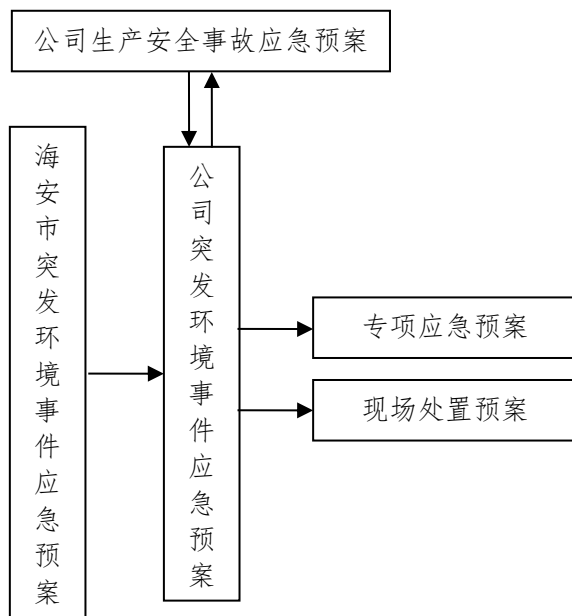 公司生产安全事故应急预案
海安市突发环境事件应急预案
公司突发环境事件应急预案
专项应急预案
现场处置预案